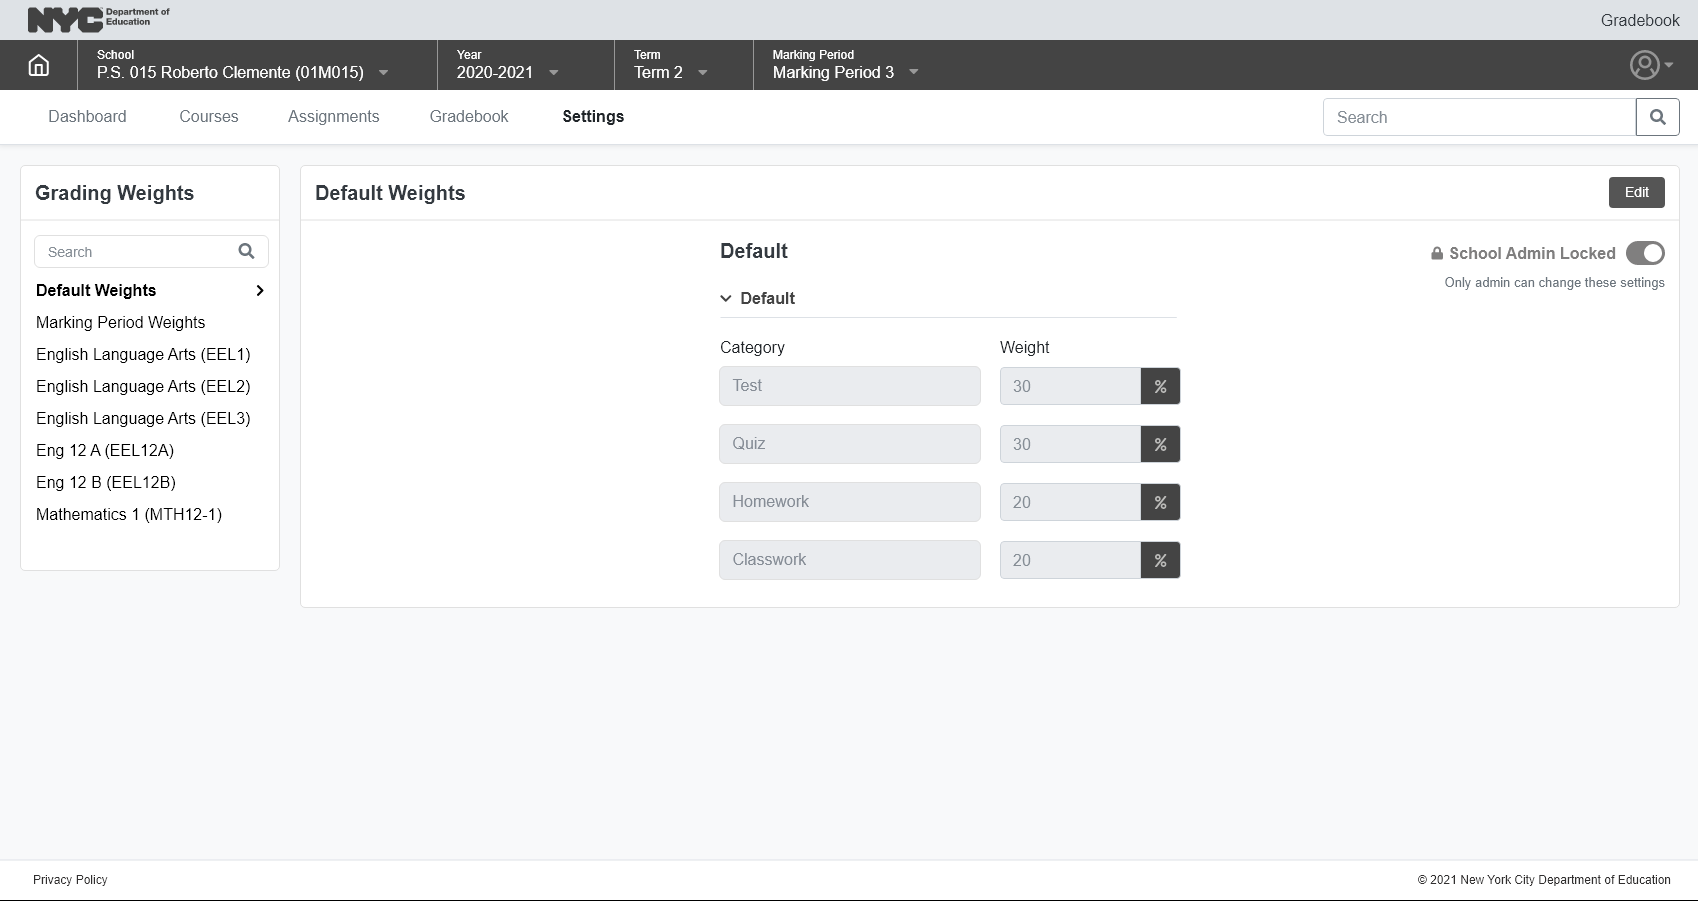 NYC Department of
Education
Gradebook
School
P.S. 015 Roberto Clemente (01M015)
Year
2020-2021
Term
Term 2
Marking Period
Marking Period 3
Dashboard
Courses
Assignments
Gradebook
Settings
Search
Grading Weights
Search
Default Weights
Marking Period Weights
English Language Arts (EEL1)
English Language Arts (EEL2)
English Language Arts (EEL3)
Eng 12 A (EEL12A)
Eng 12 B (EEL12B)
Mathematics 1 (MTH12-1)
Default Weights
Edit
Default
School Admin Locked
Only admin can change these settings
Default
Category Weight
Test 30 %
Quiz 30 %
Homework 20 %
Classwork 20 %
Privacy Policy
© 2021 New York City Department of Education